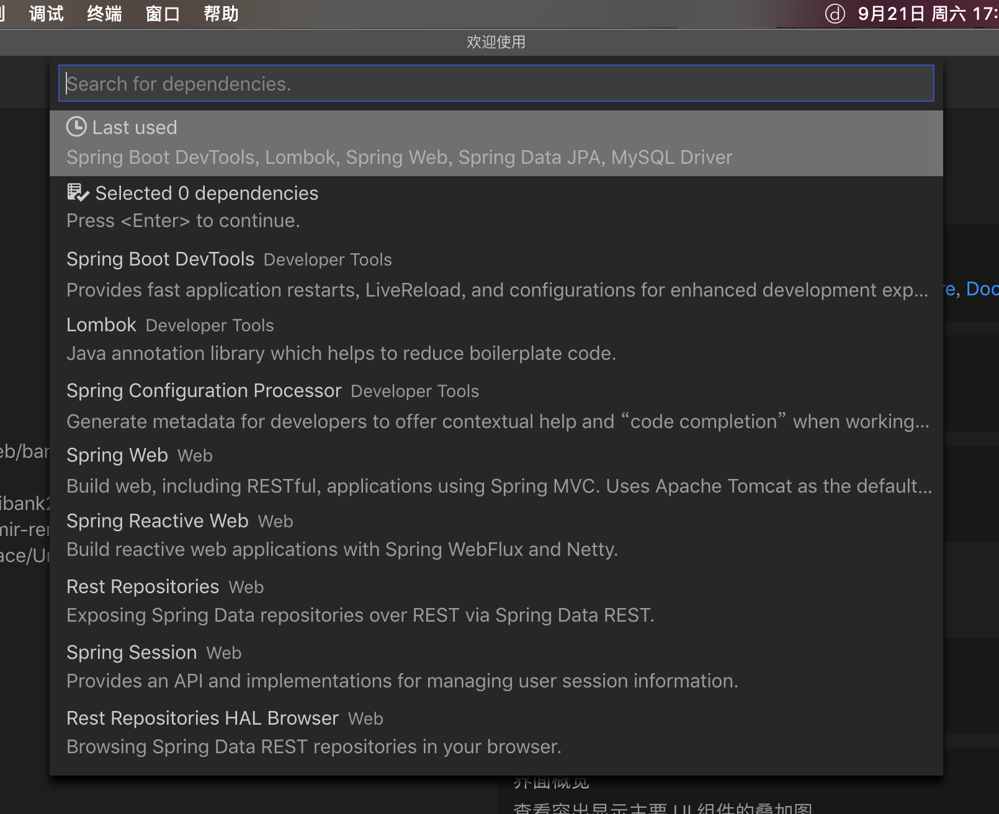 调试 终端 窗口 帮助 9月21日 周六 17:
欢迎使用
Search for dependencies.
Last used
Spring Boot DevTools, Lombok, Spring Web, Spring Data JPA, MySQL Driver
Selected 0 dependencies
Press <Enter> to continue.
Spring Boot DevTools Developer Tools
Provides fast application restarts, LiveReload, and configurations for enhanced development exp...
re, Doc
Lombok Developer Tools
Java annotation library which helps to reduce boilerplate code.
Spring Configuration Processor Developer Tools
Generate metadata for developers to offer contextual help and “code completion” when working...
eb/ban
Spring Web Web
Build web, including RESTful, applications using Spring MVC. Uses Apache Tomcat as the default...
ibank2
Spring Reactive Web Web
mir-ren
Build reactive web applications with Spring WebFlux and Netty.
ace/Un
Rest Repositories Web
Exposing Spring Data repositories over REST via Spring Data REST.
Spring Session Web
Provides an API and implementations for managing user session information.
Rest Repositories HAL Browser Web
Browsing Spring Data REST repositories in your browser.
界面概览
查看突出显示主要 UI 组件的叠加图